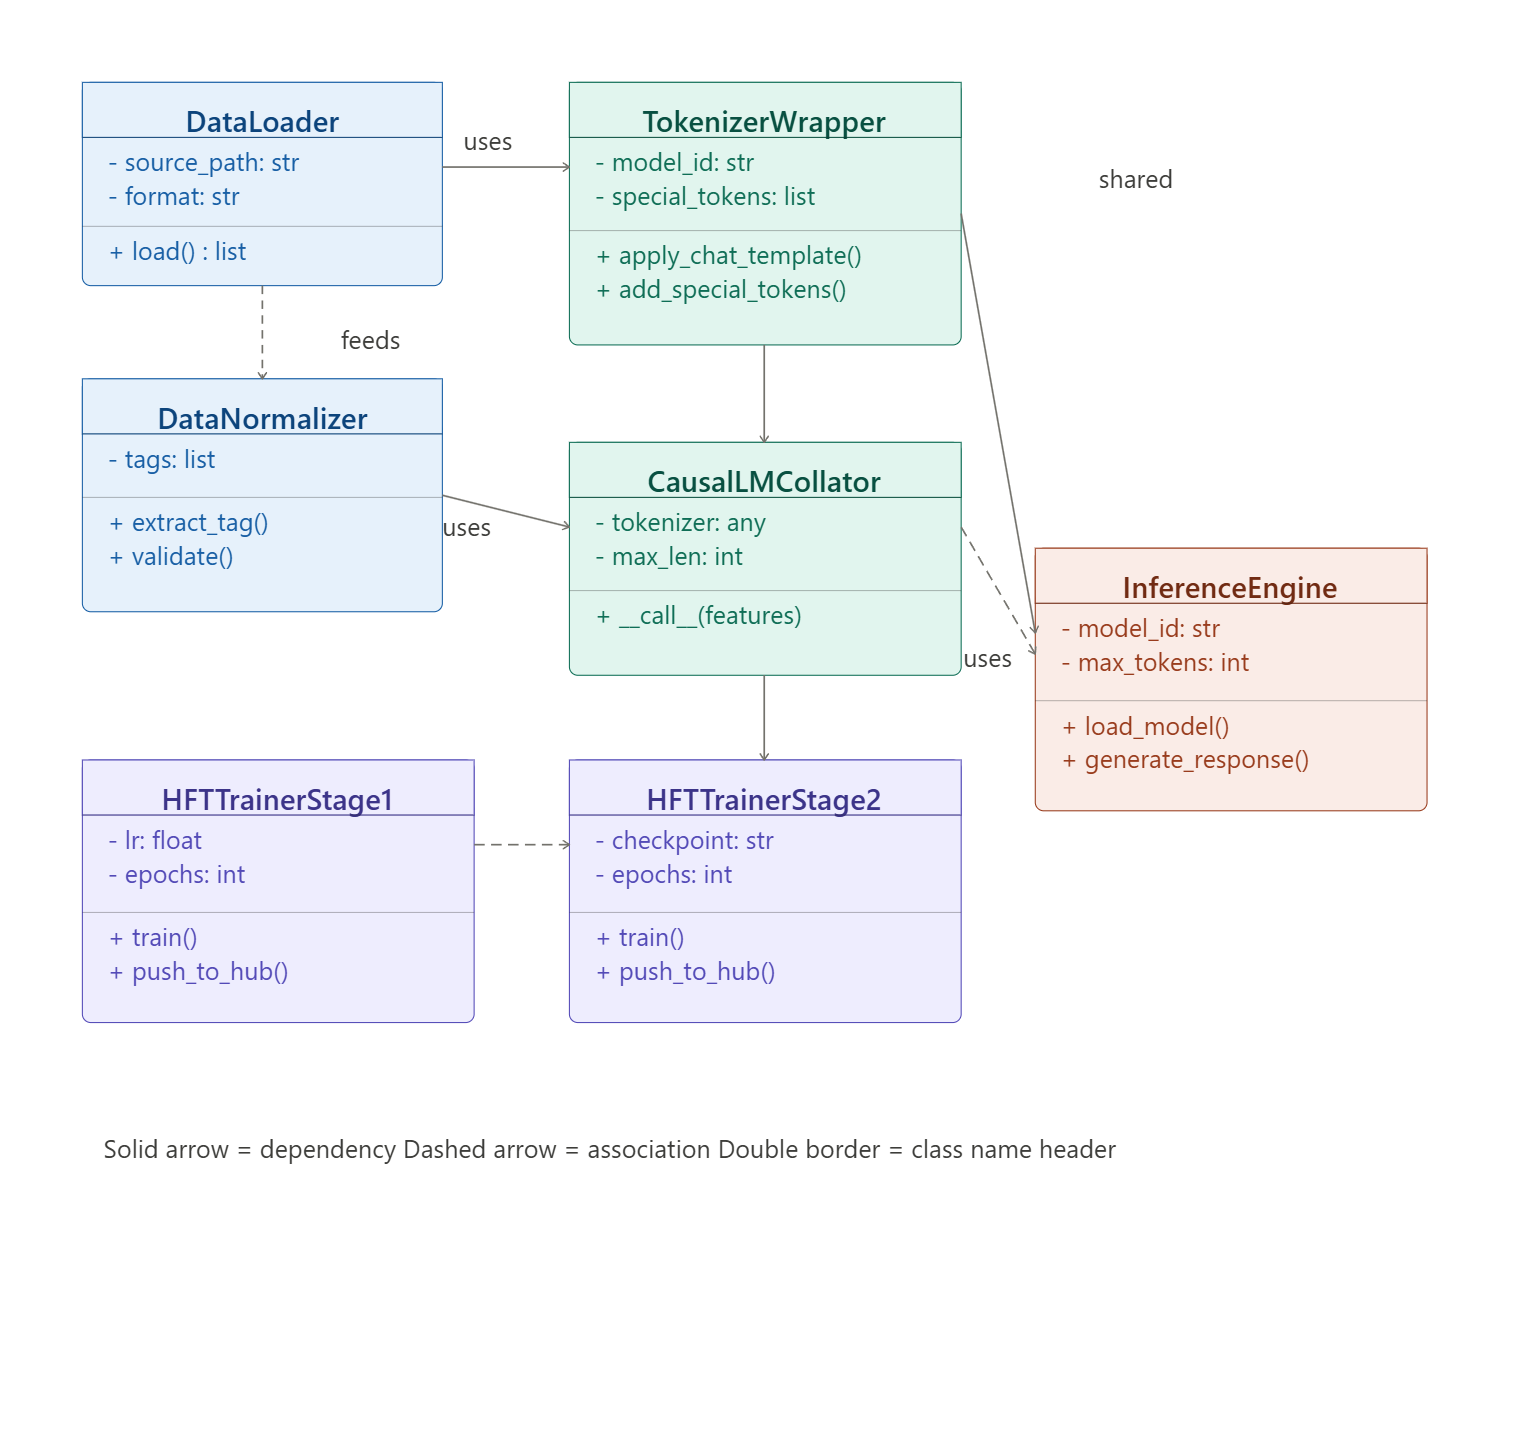 DataLoader
- source_path: str
- format: str
+ load() : list
uses
TokenizerWrapper
- model_id: str
- special_tokens: list
+ apply_chat_template()
+ add_special_tokens()
shared
feeds
DataNormalizer
- tags: list
+ extract_tag()
+ validate()
uses
CausalLMCollator
- tokenizer: any
- max_len: int
+ __call__(features)
uses
InferenceEngine
- model_id: str
- max_tokens: int
+ load_model()
+ generate_response()
HFTTrainerStage1
- lr: float
- epochs: int
+ train()
+ push_to_hub()
HFTTrainerStage2
- checkpoint: str
- epochs: int
+ train()
+ push_to_hub()
Solid arrow = dependency Dashed arrow = association Double border = class name header